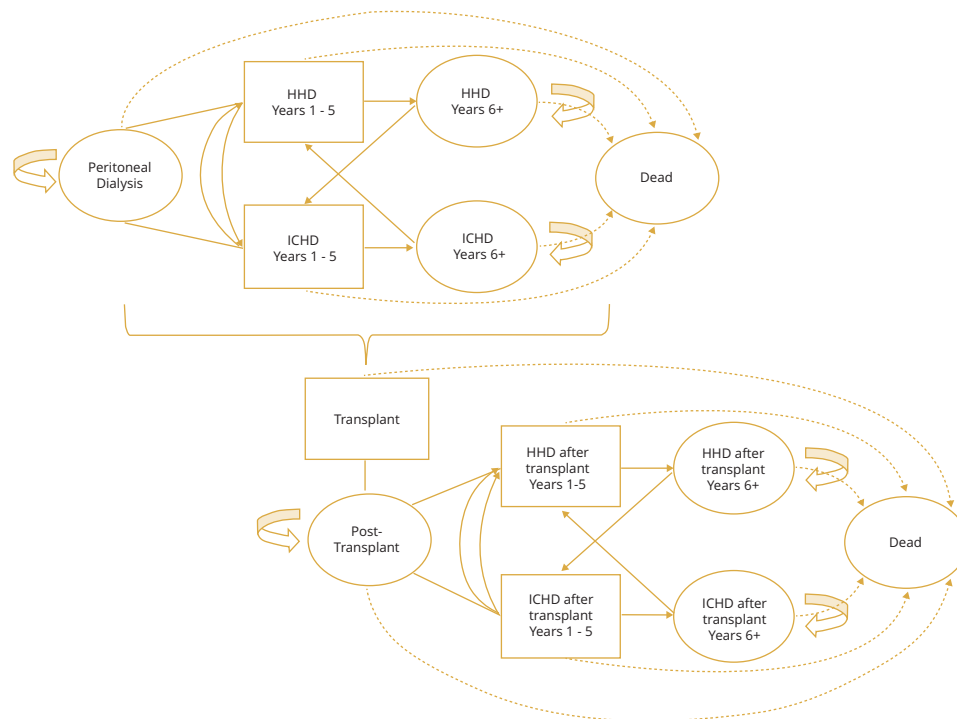 HHD
Years 1 - 5
HHD
Years 6+
Peritoneal
Dialysis
Dead
ICHD
Years 1 - 5
ICHD
Years 6+
Transplant
HHD after
transplant
Years 1-5
HHD after
transplant
Years 6+
Post-
Transplant
Dead
ICHD after
transplant
Years 1 - 5
ICHD after
transplant
Years 6+